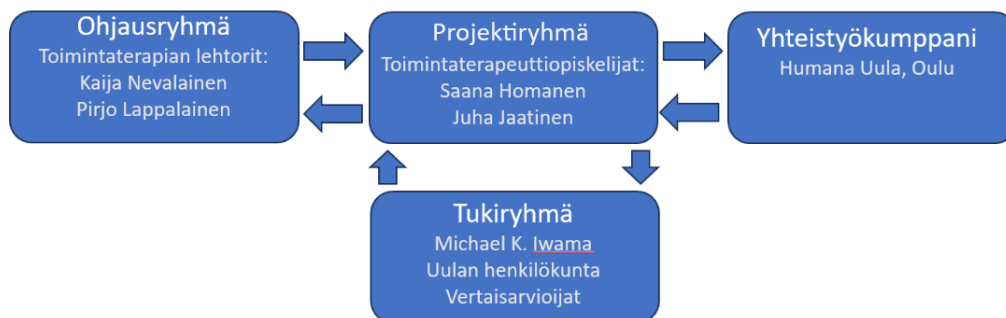 Ohjausryhmä
Toimintaterapian lehtorit:
Kaija Nevalainen
Pirjo Lappalainen
Projektiryhmä
Toimintaterapeuttiopiskelijat:
Saana Homanen
Juha Jaatinen
Yhteistyökumppani
Humana Uula, Oulu
Tukiryhmä
Michael K. Iwama
Uulan henkilökunta
Vertaisarvioijat